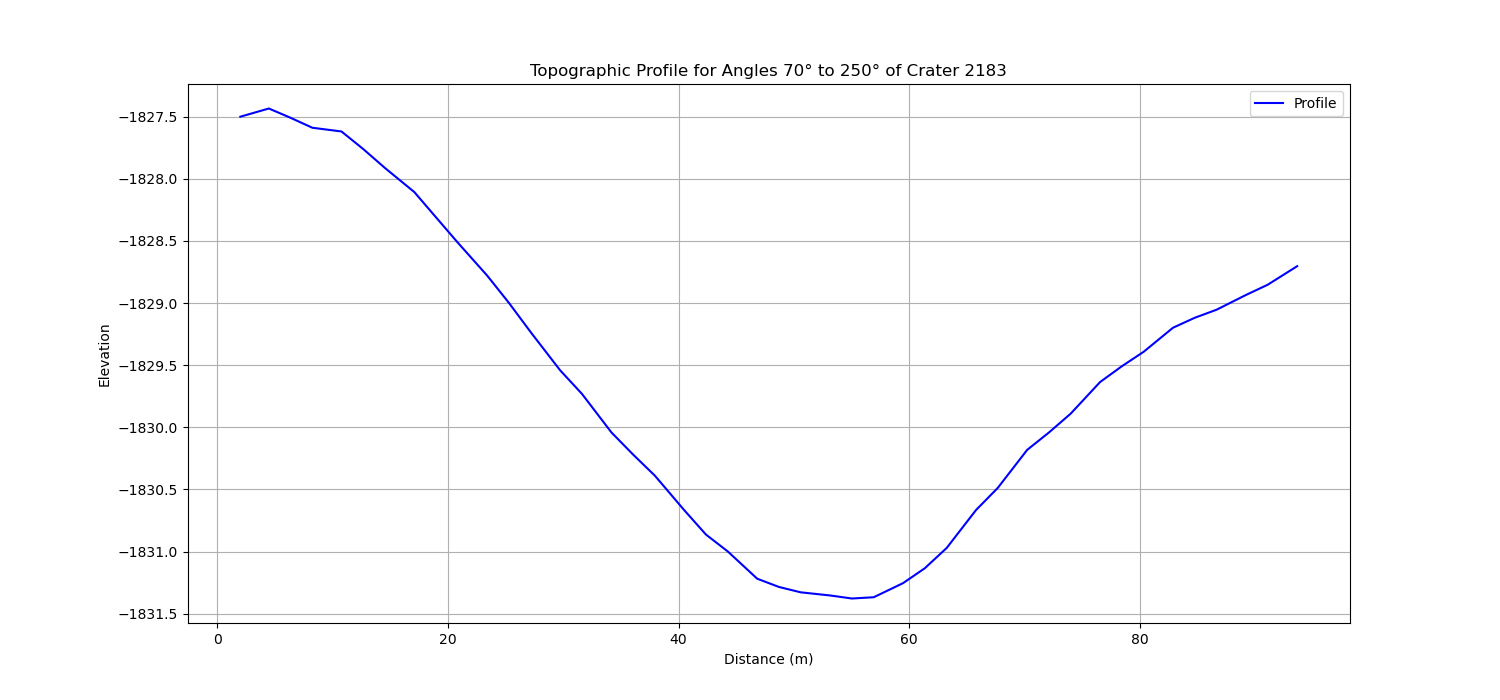 Topographic Profile for Angles 70° to 250° of Crater 2183
Profile
−1827.5
−1828.0
−1828.5
−1829.0
−1829.5
−1830.0
−1830.5
−1831.0
−1831.5
Elevation
0 20 40 60 80
Distance (m)